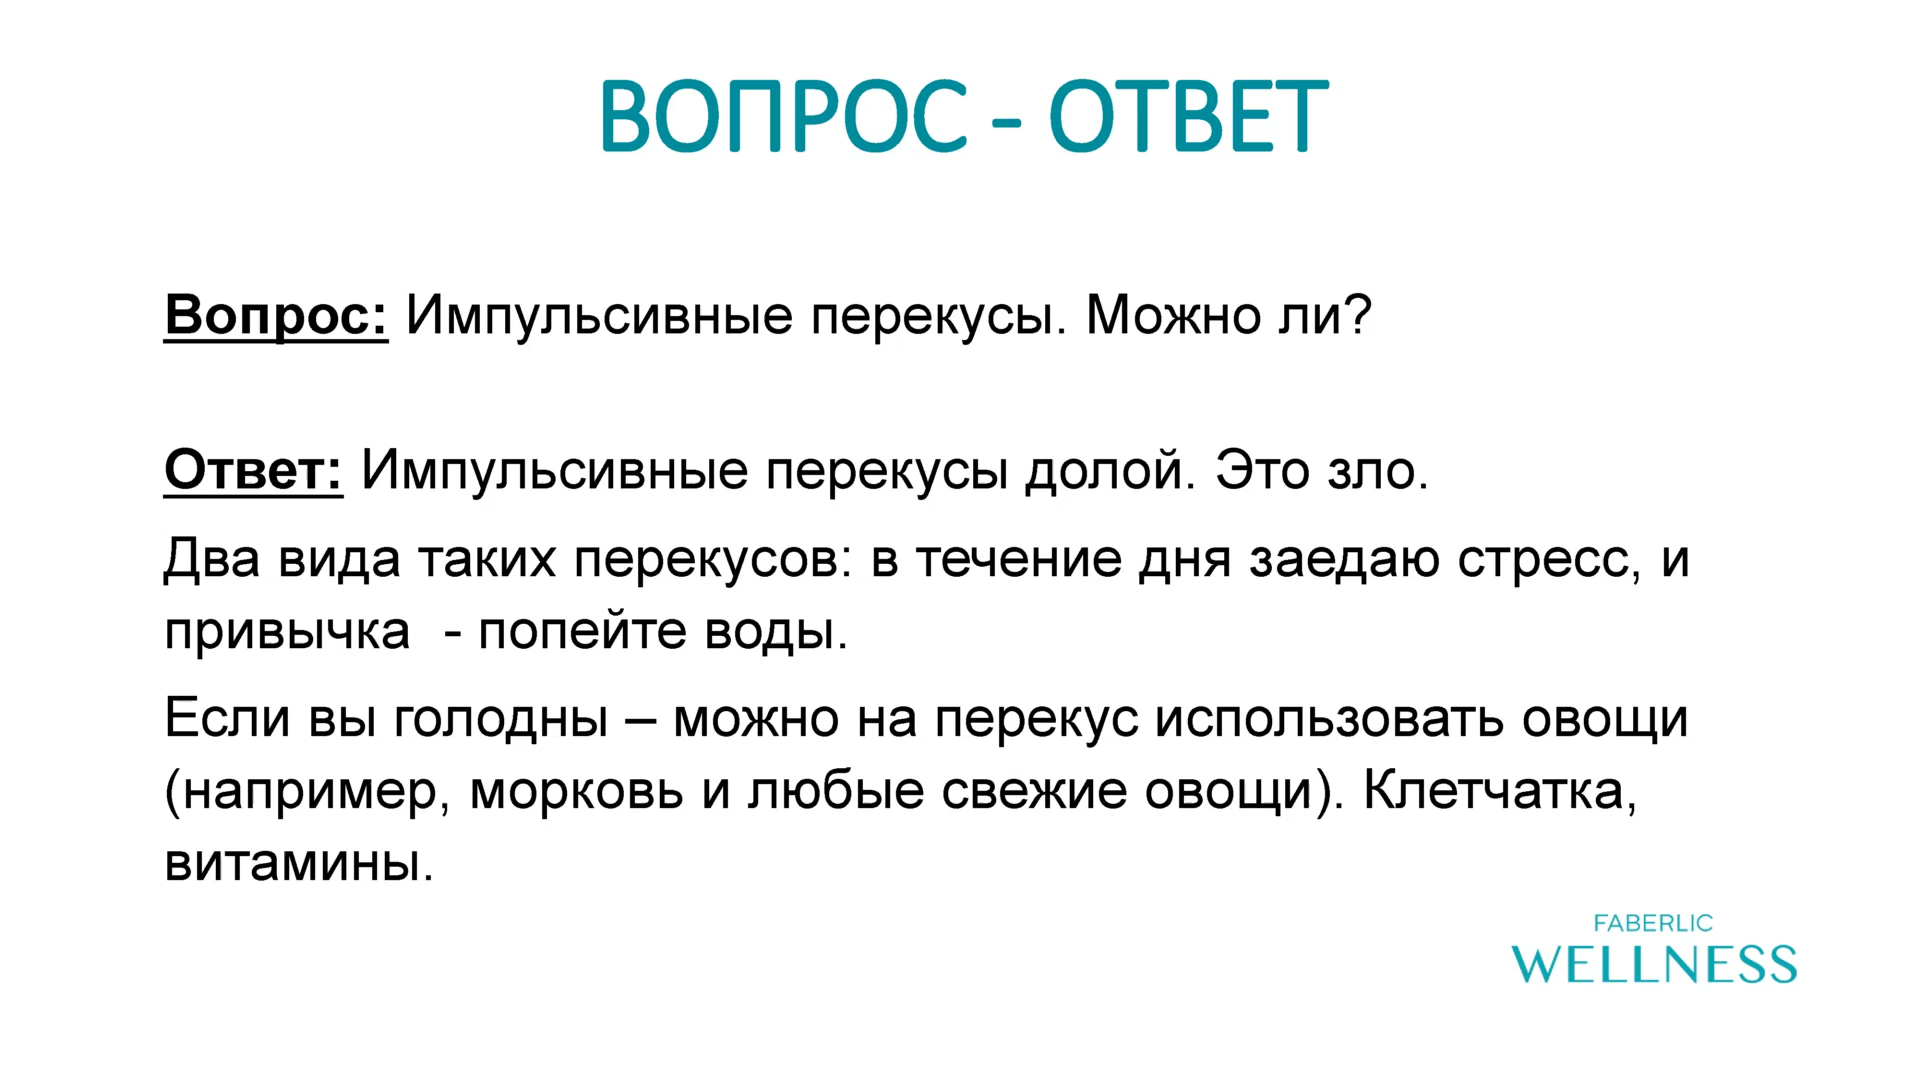 ВОПРОС - ОТВЕТ
Вопрос: Импульсивные перекусы. Можно ли?
Ответ: Импульсивные перекусы долой. Это зло.
Два вида таких перекусов: в течение дня заедаю стресс, и
привычка  - попейте воды.
Если вы голодны – можно на перекус использовать овощи
(например, морковь и любые свежие овощи). Клетчатка,
витамины.
FABERLIC
WELLNESS